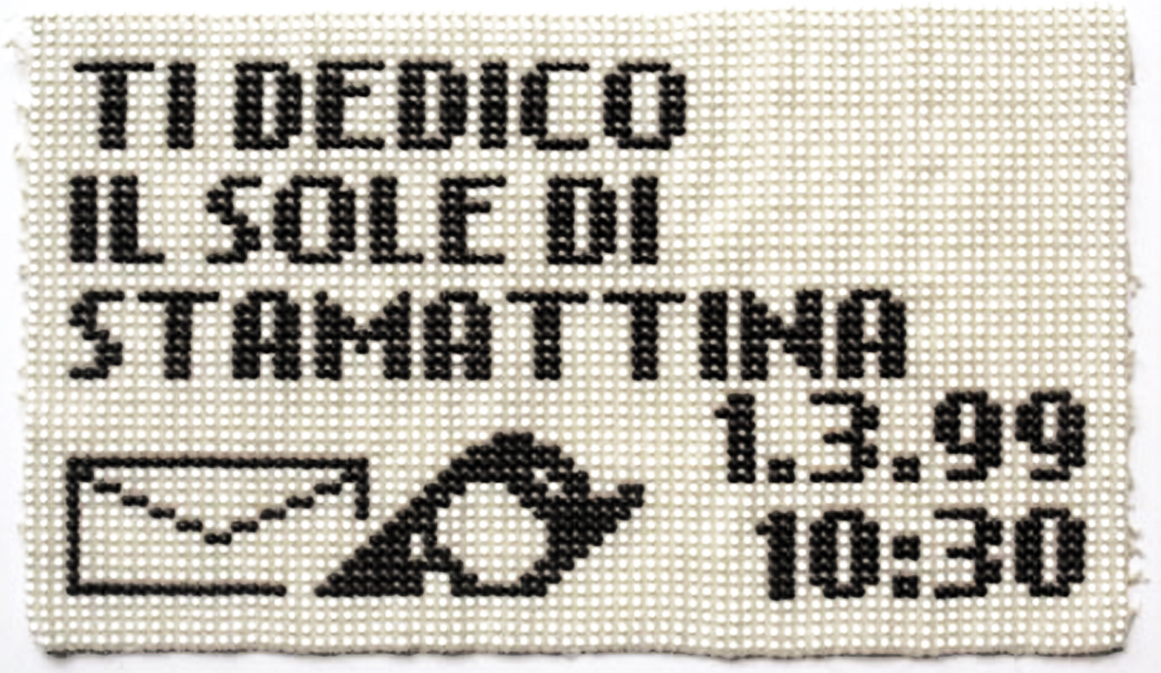 TI DEDICO
IL SOLE DI
STAMATTINA
1.3.99
10:30